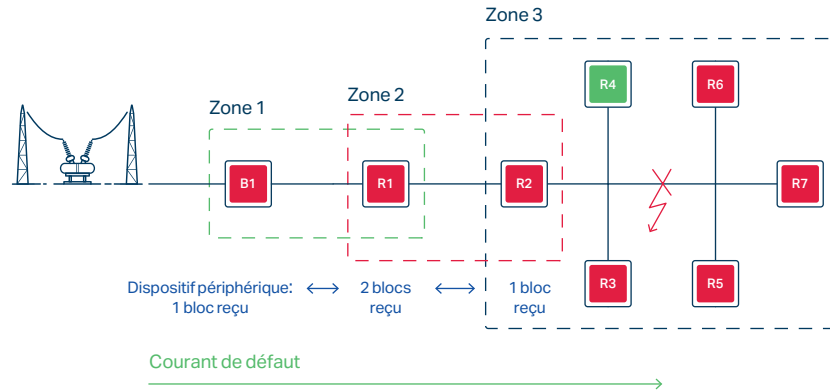 Zone 3
Zone 1
Zone 2
R4
R6
B1
R1
R2
R7
R3
R5
Dispositif périphérique:
1 bloc reçu
2 blocs
reçu
1 bloc
reçu
Courant de défaut